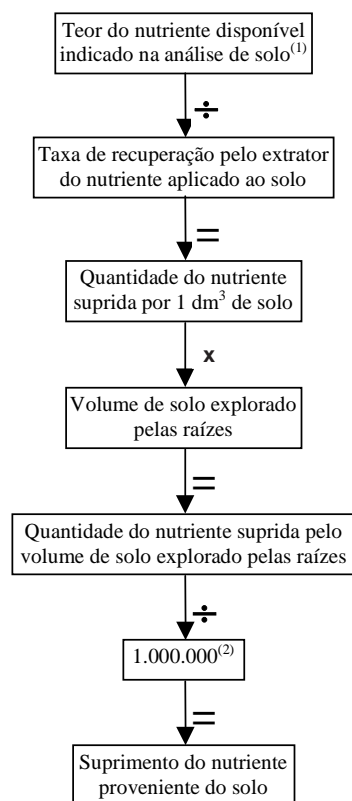 Teor do nutriente disponível
indicado na análise de solo(1)
÷
Taxa de recuperação pelo extrator
do nutriente aplicado ao solo
=
Quantidade do nutriente
suprida por 1 dm³ de solo
x
Volume de solo explorado
pelas raízes
=
Quantidade do nutriente suprida pelo
volume de solo explorado pelas raízes
÷
1.000.000(2)
=
Suprimento do nutriente
proveniente do solo